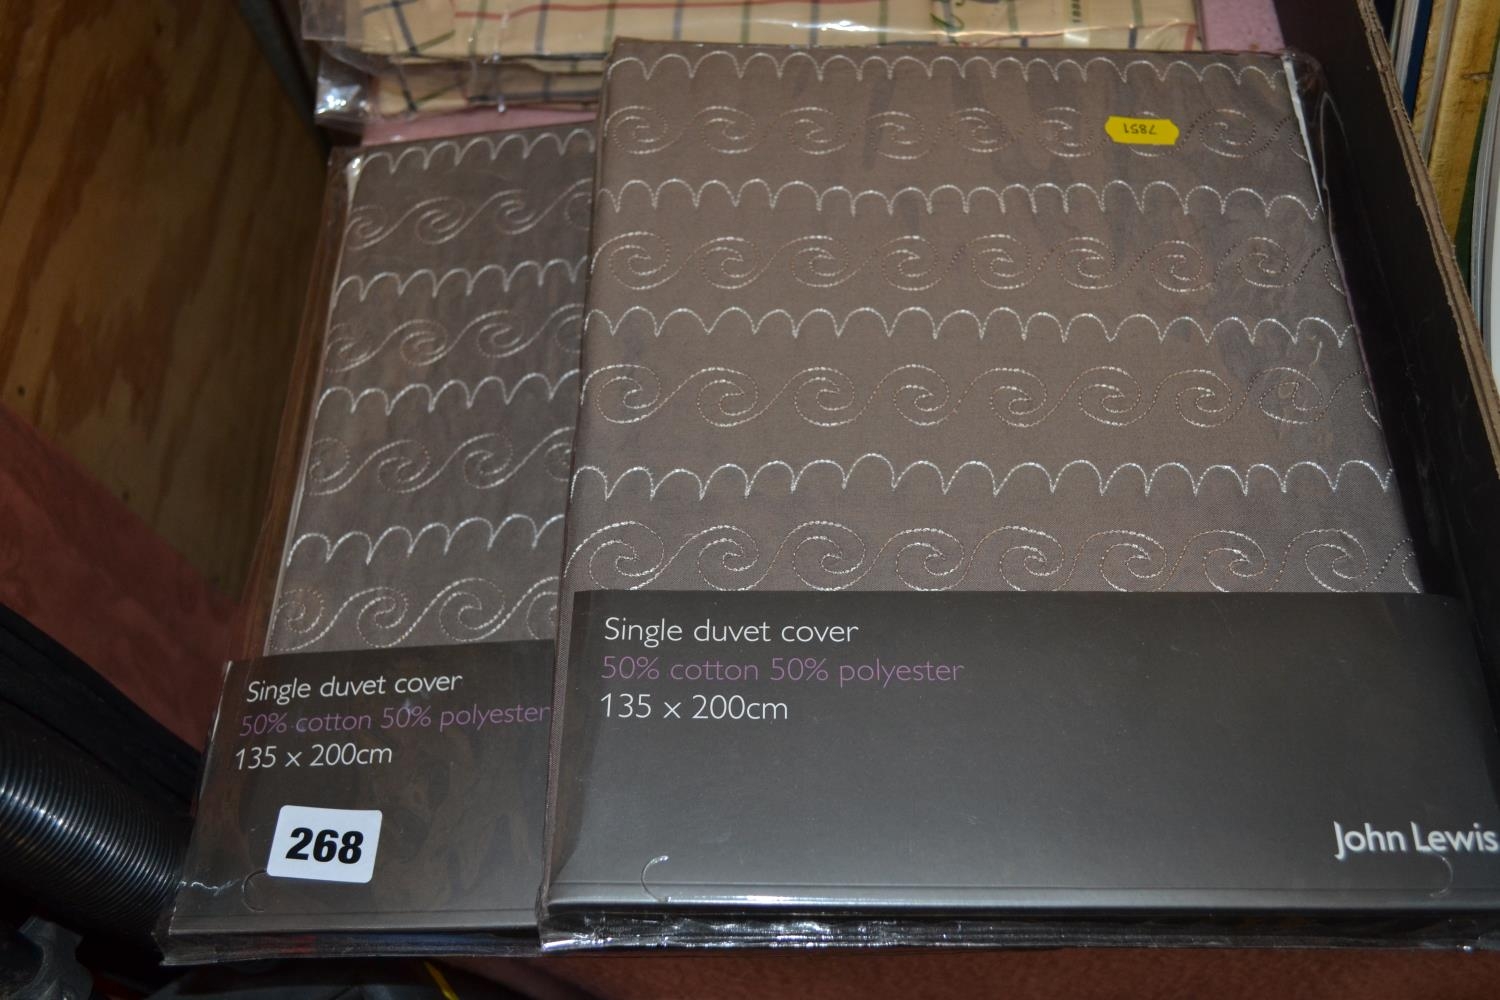 7851
Single duvet cover
50% cotton 50% polyester
135 x 200cm
268
Single duvet cover
50% cotton 50% polyester
135 x 200cm
John Lewis